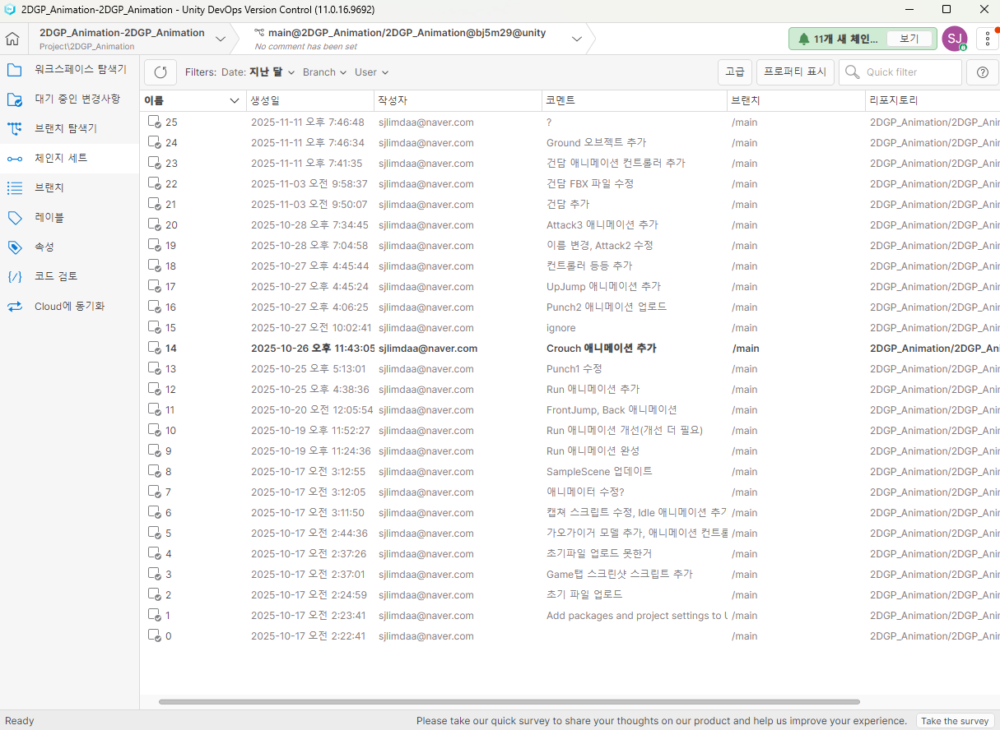 2DGP_Animation-2DGP_Animation - Unity DevOps Version Control (11.0.16.9692)
2DGP_Animation-2DGP_Animation
Project\2DGP_Animation
main@2DGP_Animation/2DGP_Animation@bj5m29@unity
No comment has been set
11개 새 체인... 보기
SJ
워크스페이스 탐색기
대기 중인 변경사항
브랜치 탐색기
체인지 세트
브랜치
레이블
속성
코드 검토
Cloud에 동기화
Filters: Date: 지난 달 Branch User 고급 프로퍼티 표시 Quick filter
이름 생성일 작성자 코멘트 브랜치 리포지토리
25 2025-11-11 오후 7:46:48 sjlimdaa@naver.com ? /main 2DGP_Animation/2DGP_Ani
24 2025-11-11 오후 7:46:34 sjlimdaa@naver.com Ground 오브젝트 추가 /main 2DGP_Animation/2DGP_Ani
23 2025-11-11 오후 7:41:35 sjlimdaa@naver.com 건담 애니메이션 컨트롤러 추가 /main 2DGP_Animation/2DGP_Ani
22 2025-11-03 오전 9:58:37 sjlimdaa@naver.com 건담 FBX 파일 수정 /main 2DGP_Animation/2DGP_Ani
21 2025-11-03 오전 9:50:07 sjlimdaa@naver.com 건담 추가 /main 2DGP_Animation/2DGP_Ani
20 2025-10-28 오후 7:34:45 sjlimdaa@naver.com Attack3 애니메이션 추가 /main 2DGP_Animation/2DGP_Ani
19 2025-10-28 오후 7:04:58 sjlimdaa@naver.com 이름 변경, Attack2 수정 /main 2DGP_Animation/2DGP_Ani
18 2025-10-27 오후 4:45:44 sjlimdaa@naver.com 컨트롤러 등등 추가 /main 2DGP_Animation/2DGP_Ani
17 2025-10-27 오후 4:45:24 sjlimdaa@naver.com UpJump 애니메이션 추가 /main 2DGP_Animation/2DGP_Ani
16 2025-10-27 오후 4:06:25 sjlimdaa@naver.com Punch2 애니메이션 업로드 /main 2DGP_Animation/2DGP_Ani
15 2025-10-27 오전 10:02:41 sjlimdaa@naver.com ignore /main 2DGP_Animation/2DGP_Ani
14 2025-10-26 오후 11:43:05 sjlimdaa@naver.com Crouch 애니메이션 추가 /main 2DGP_Animation/2DGP_Ani
13 2025-10-25 오후 5:13:01 sjlimdaa@naver.com Punch1 수정 /main 2DGP_Animation/2DGP_Ani
12 2025-10-25 오후 4:38:36 sjlimdaa@naver.com Run 애니메이션 추가 /main 2DGP_Animation/2DGP_Ani
11 2025-10-20 오전 12:05:54 sjlimdaa@naver.com FrontJump, Back 애니메이션 /main 2DGP_Animation/2DGP_Ani
10 2025-10-19 오후 11:52:27 sjlimdaa@naver.com Run 애니메이션 개선(개선 더 필요) /main 2DGP_Animation/2DGP_Ani
9 2025-10-19 오후 11:24:36 sjlimdaa@naver.com Run 애니메이션 완성 /main 2DGP_Animation/2DGP_Ani
8 2025-10-17 오전 3:12:55 sjlimdaa@naver.com SampleScene 업데이트 /main 2DGP_Animation/2DGP_Ani
7 2025-10-17 오전 3:12:05 sjlimdaa@naver.com 애니메이터 수정? /main 2DGP_Animation/2DGP_Ani
6 2025-10-17 오전 3:11:50 sjlimdaa@naver.com 캡쳐 스크립트 수정, Idle 애니메이션 추가 /main 2DGP_Animation/2DGP_Ani
5 2025-10-17 오전 2:44:36 sjlimdaa@naver.com 가오가이거 모델 추가, 애니메이션 컨트롤 /main 2DGP_Animation/2DGP_Ani
4 2025-10-17 오전 2:37:26 sjlimdaa@naver.com 초기파일 업로드 못한거 /main 2DGP_Animation/2DGP_Ani
3 2025-10-17 오전 2:37:01 sjlimdaa@naver.com Game탭 스크린샷 스크립트 추가 /main 2DGP_Animation/2DGP_Ani
2 2025-10-17 오전 2:24:59 sjlimdaa@naver.com 초기 파일 업로드 /main 2DGP_Animation/2DGP_Ani
1 2025-10-17 오전 2:23:41 sjlimdaa@naver.com Add packages and project settings to U /main 2DGP_Animation/2DGP_Ani
0 2025-10-17 오전 2:22:41 sjlimdaa@naver.com /main 2DGP_Animation/2DGP_Ani
Ready Please take our quick survey to share your thoughts on our product and help us improve your experience. Take the survey